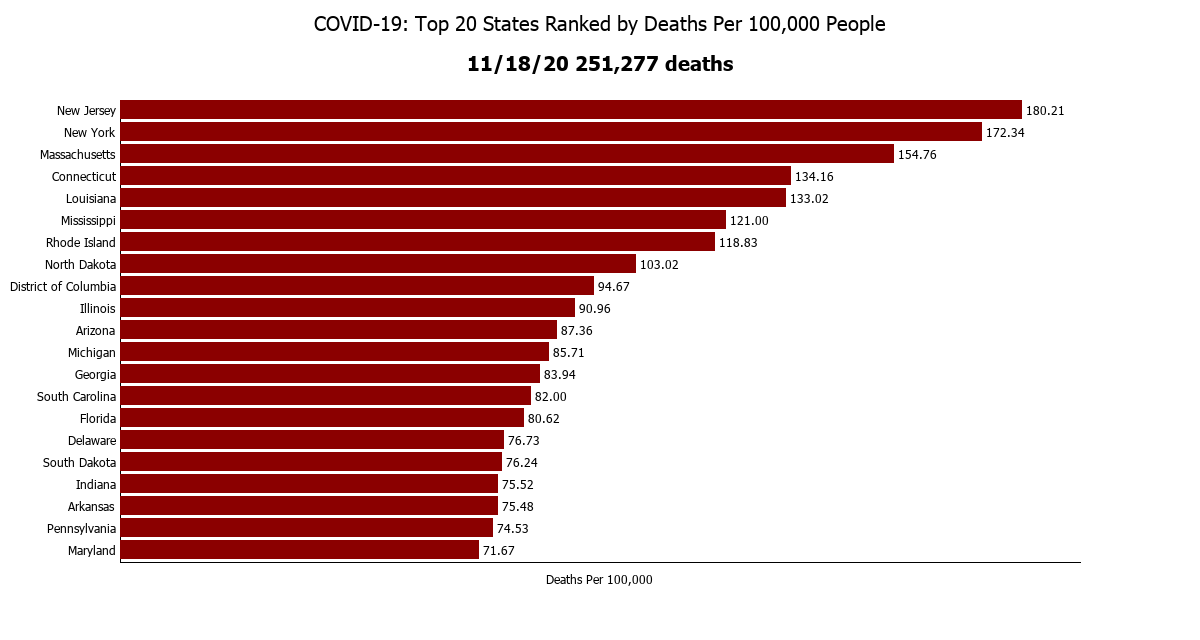 COVID-19: Top 20 States Ranked by Deaths Per 100,000 People
11/18/20 251,277 deaths
New Jersey 180.21
New York 172.34
Massachusetts 154.76
Connecticut 134.16
Louisiana 133.02
Mississippi 121.00
Rhode Island 118.83
North Dakota 103.02
District of Columbia 94.67
Illinois 90.96
Arizona 87.36
Michigan 85.71
Georgia 83.94
South Carolina 82.00
Florida 80.62
Delaware 76.73
South Dakota 76.24
Indiana 75.52
Arkansas 75.48
Pennsylvania 74.53
Maryland 71.67
Deaths Per 100,000